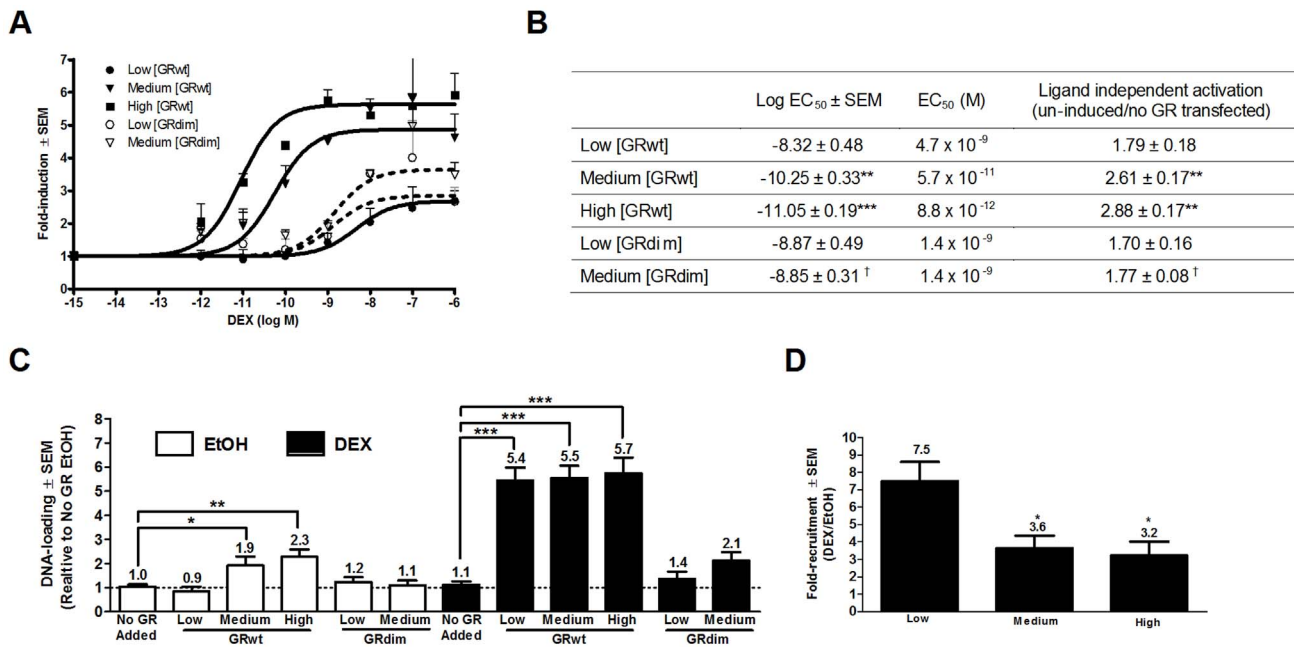 A
Fold-induction ± SEM
7
6
5
4
3
2
1
0
Low [GRwt]
Medium [GRwt]
High [GRwt]
Low [GRdim]
Medium [GRdim]
-15 -14 -13 -12 -11 -10 -9 -8 -7 -6
DEX (log M)
B
Log EC50 ± SEM EC50 (M) Ligand independent activation
(un-induced/no GR transfected)
Low [GRwt] -8.32 ± 0.48 4.7 x 10 -9 1.79 ± 0.18
Medium [GRwt] -10.25 ± 0.33** 5.7 x 10 -11 2.61 ± 0.17**
High [GRwt] -11.05 ± 0.19*** 8.8 x 10 -12 2.88 ± 0.17**
Low [GRdi m] -8.87 ± 0.49 1.4 x 10 -9 1.70 ± 0.16
Medium [GRdim] -8.85 ± 0.31 † 1.4 x 10 -9 1.77 ± 0.08 †
C
DNA-loading ± SEM
(Realtive to No GR EtOH)
8
7
6
5
4
3
2
1
0
EtOH DEX
* ** *** *** ***
1.0 0.9 1.9 2.3 1.2 1.1 1.1 5.4 5.5 5.7 1.4 2.1
No GR Added Low Medium High Low Medium No GR Added Low Medium High Low Medium
GRwt GRdim GRwt GRdim
D
Fold-recruitment ± SEM
(DEX/EtOH)
10
9
8
7
6
5
4
3
2
1
0
7.5
*
3.6
*
3.2
Low Medium High